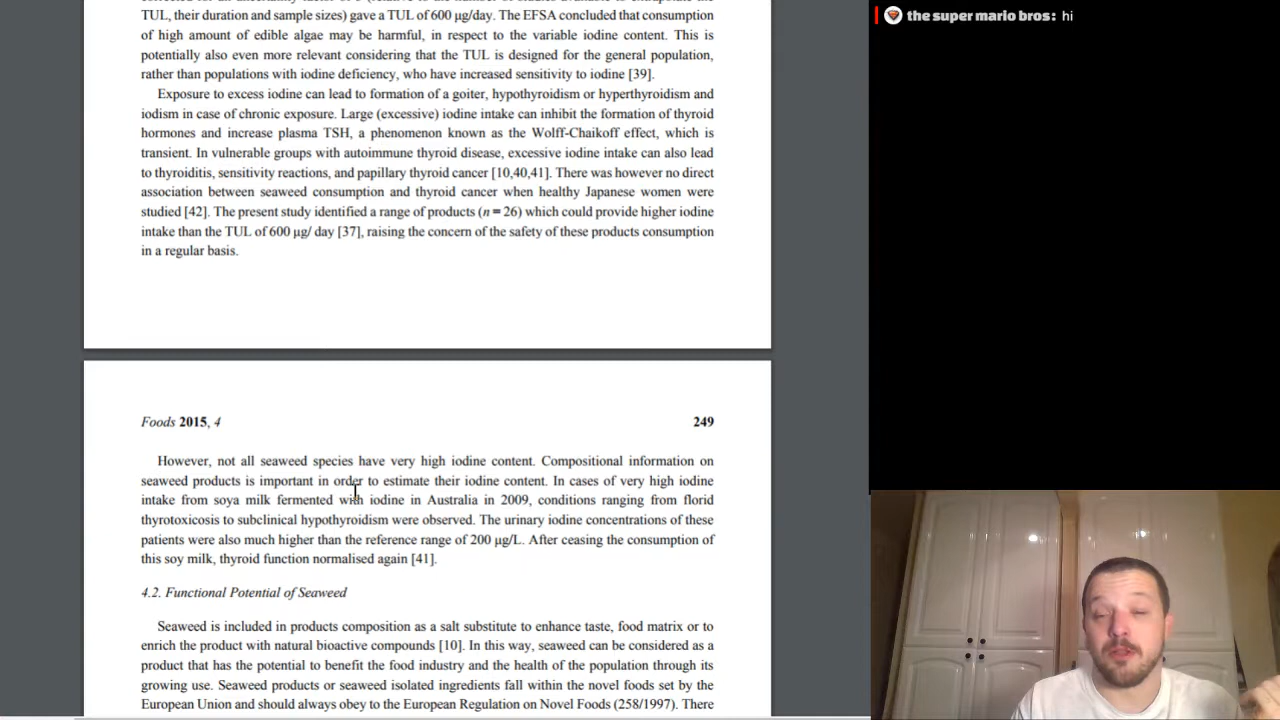 TUL, their duration and sample sizes) gave a TUL of 600 μg/day. The EFSA concluded that consumption
of high amount of edible algae may be harmful, in respect to the variable iodine content. This is
potentially also even more relevant considering that the TUL is designed for the general population,
rather than populations with iodine deficiency, who have increased sensitivity to iodine [39].
Exposure to excess iodine can lead to formation of a goiter, hypothyroidism or hyperthyroidism and
iodism in case of chronic exposure. Large (excessive) iodine intake can inhibit the formation of thyroid
hormones and increase plasma TSH, a phenomenon known as the Wolff-Chaikoff effect, which is
transient. In vulnerable groups with autoimmune thyroid disease, excessive iodine intake can also lead
to thyroiditis, sensitivity reactions, and papillary thyroid cancer [10,40,41]. There was however no direct
association between seaweed consumption and thyroid cancer when healthy Japanese women were
studied [42]. The present study identified a range of products (n = 26) which could provide higher iodine
intake than the TUL of 600 μg/ day [37], raising the concern of the safety of these products consumption
in a regular basis.
Foods 2015, 4 249
However, not all seaweed species have very high iodine content. Compositional information on
seaweed products is important in order to estimate their iodine content. In cases of very high iodine
intake from soya milk fermented with iodine in Australia in 2009, conditions ranging from florid
thyrotoxicosis to subclinical hypothyroidism were observed. The urinary iodine concentrations of these
patients were also much higher than the reference range of 200 μg/L. After ceasing the consumption of
this soy milk, thyroid function normalised again [41].
4.2. Functional Potential of Seaweed
Seaweed is included in products composition as a salt substitute to enhance taste, food matrix or to
enrich the product with natural bioactive compounds [10]. In this way, seaweed can be considered as a
product that has the potential to benefit the food industry and the health of the population through its
growing use. Seaweed products or seaweed isolated ingredients fall within the novel foods set by the
European Union and should always obey to the European Regulation on Novel Foods (258/1997). There
the super mario bros: hi